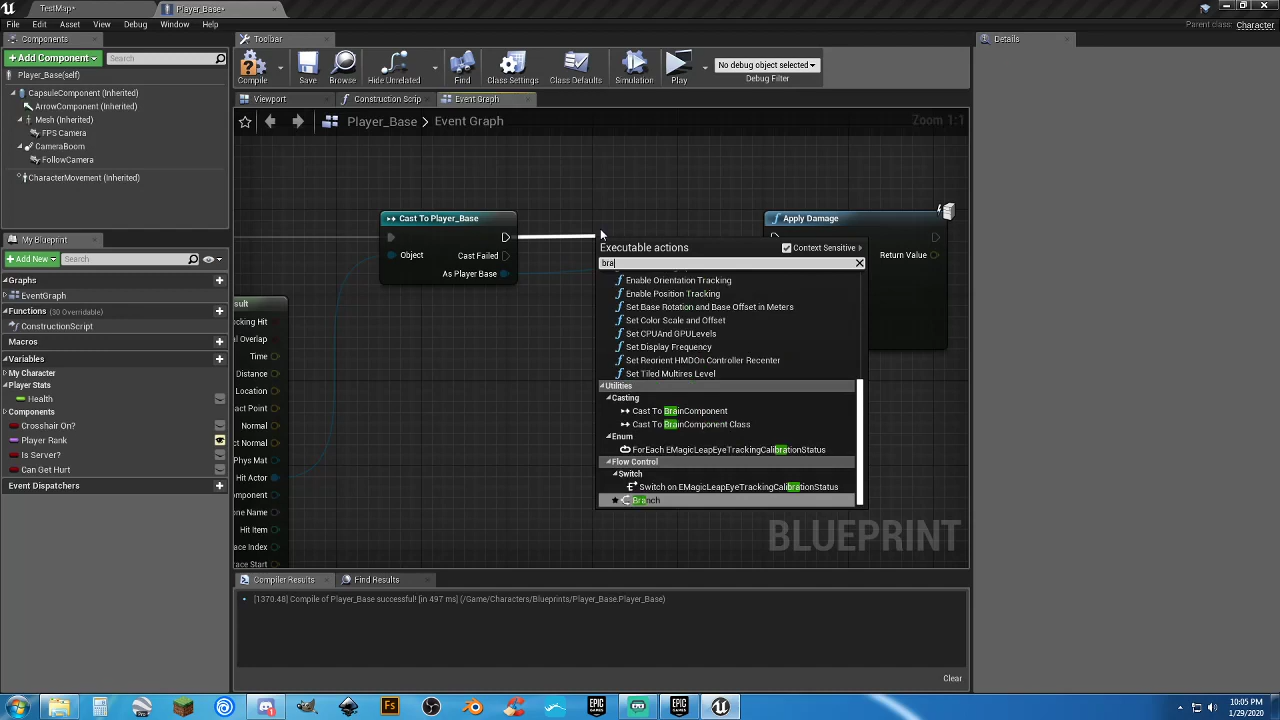 TestMap*
Player_Base*
File Edit Asset View Debug Window Help
Parent class: Character
Components
+ Add Component
Search
Player_Base(self)
CapsuleComponent (Inherited)
ArrowComponent (Inherited)
Mesh (Inherited)
FPS Camera
CameraBoom
FollowCamera
CharacterMovement (Inherited)
My Blueprint
+ Add New
Search
Graphs
EventGraph
Functions (30 Overridable)
ConstructionScript
Macros
Variables
My Character
Player Stats
Health
Components
Crosshair On?
Player Rank
Is Server?
Can Get Hurt
Event Dispatchers
Toolbar
Compile
Save
Browse
Hide Unrelated
Find
Class Settings
Class Defaults
Simulation
Play
No debug object selected
Debug Filter
Viewport
Construction Scrip
Event Graph
Player_Base > Event Graph
Zoom 1:1
Cast To Player_Base
Object
Cast Failed
As Player Base
Apply Damage
Return Value
Executable actions
Context Sensitive
bra
Enable Orientation Tracking
Enable Position Tracking
Set Base Rotation and Base Offset in Meters
Set Color Scale and Offset
Set CPUAnd GPULevels
Set Display Frequency
Set Reorient HMDOn Controller Recenter
Set Tiled Multires Level
Utilities
Casting
Cast To BrainComponent
Cast To BrainComponent Class
Enum
ForEach EMagicLeapEyeTrackingCalibrationStatus
Flow Control
Switch
Switch on EMagicLeapEyeTrackingCalibrationStatus
Branch
sult
ocking Hit
al Overlap
Time
Distance
Location
act Point
Normal
ct Normal
hys Mat
Hit Actor
omponent
one Name
Hit Item
ace Index
ace Start
BLUEPRINT
Compiler Results
Find Results
[1370.48] Compile of Player_Base successful! [in 497 ms] (/Game/Characters/Blueprints/Player_Base.Player_Base)
Clear
Details
Pro
Fs
EPIC GAMES
EPIC GAMES
10:05 PM
1/29/2020